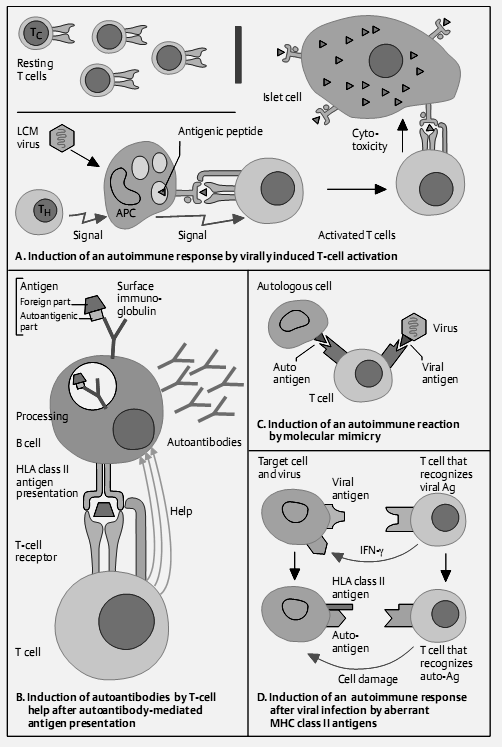 Tc
Resting
T cells
Islet cell
LCM
virus
Antigenic peptide
Cyto-
toxicity
TH
APC
Signal
Signal
Activated T cells
A. Induction of an autoimmune response by virally induced T-cell activation
Antigen
Foreign part
Autoantigenic
part
Surface
immuno-
globulin
Processing
B cell
Autoantibodies
HLA class II
antigen
presentation
Help
T-cell
receptor
T cell
B. Induction of autoantibodies by T-cell
help after autoantibody-mediated
antigen presentation
Autologous cell
Virus
Auto
antigen
Viral
antigen
T cell
C. Induction of an autoimmune reaction
by molecular mimicry
Target cell
and virus
T cell that
recognizes
viral Ag
Viral
antigen
IFN-γ
HLA class II
antigen
Auto-
antigen
T cell that
recognizes
auto-Ag
Cell damage
D. Induction of an autoimmune response
after viral infection by aberrant
MHC class II antigens